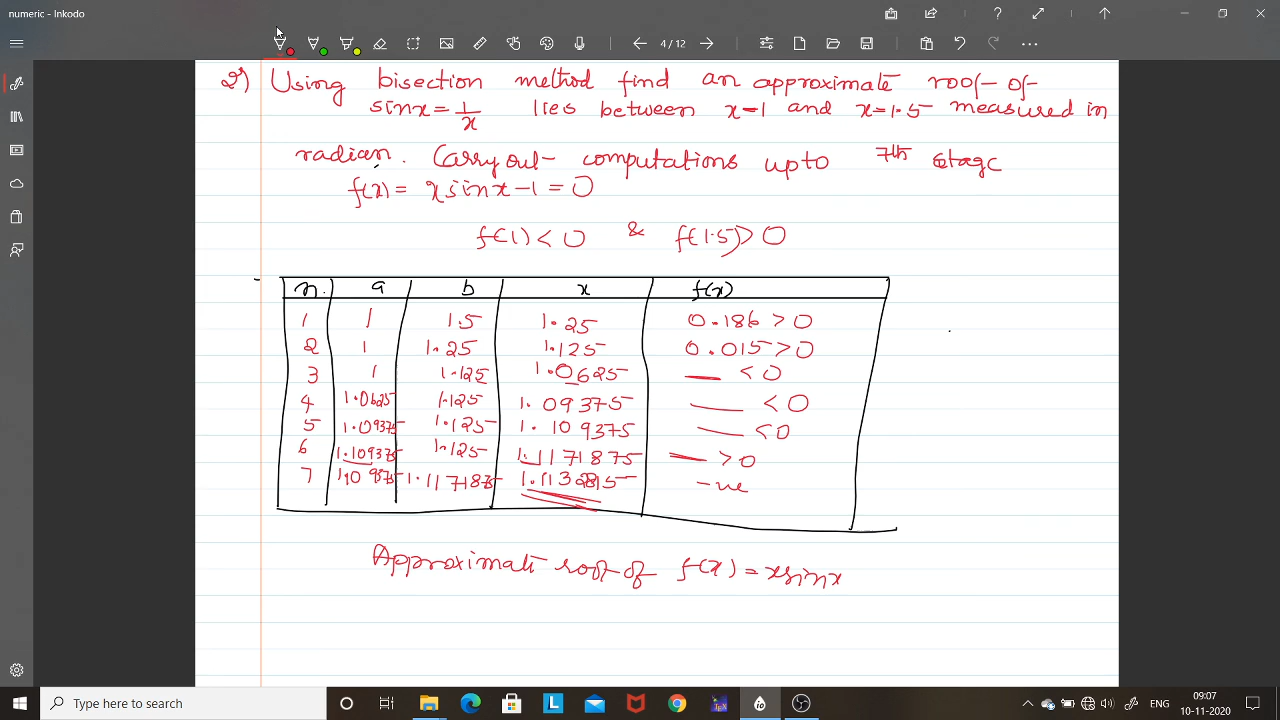 numeric - Inkodo
4 / 12
2) Using bisection method find an approximate root of
sinx = 1/x lies between x=1 and x=1.5 measured in
radian. Carry out computations upto 7th stage
f(x) = xsinx-1 = 0
f(1) < 0 & f(1.5) > 0
n. a b x f(x)
1 1 1.5 1.25 0.186 > 0
2 1 1.25 1.125 0.015 > 0
3 1 1.125 1.0625 — < 0
4 1.0625 1.125 1.09375 — < 0
5 1.09375 1.125 1.109375 — < 0
6 1.109375 1.125 1.1171875 — > 0
7 1.109375 1.1171875 -ve
Approximate root of f(x) = xsinx
Type here to search
ENG
09:07
10-11-2020